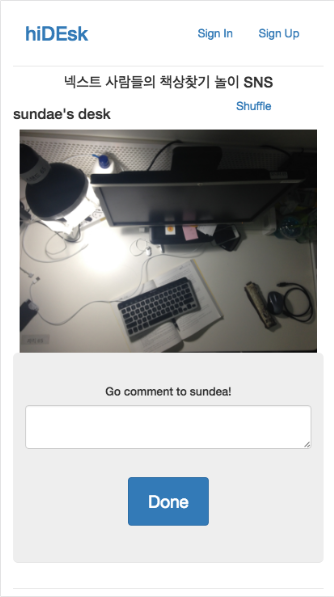 hiDEsk
Sign In
Sign Up
넥스트 사람들의 책상찾기 놀이 SNS
sundae's desk
Shuffle
Go comment to sundea!
Done